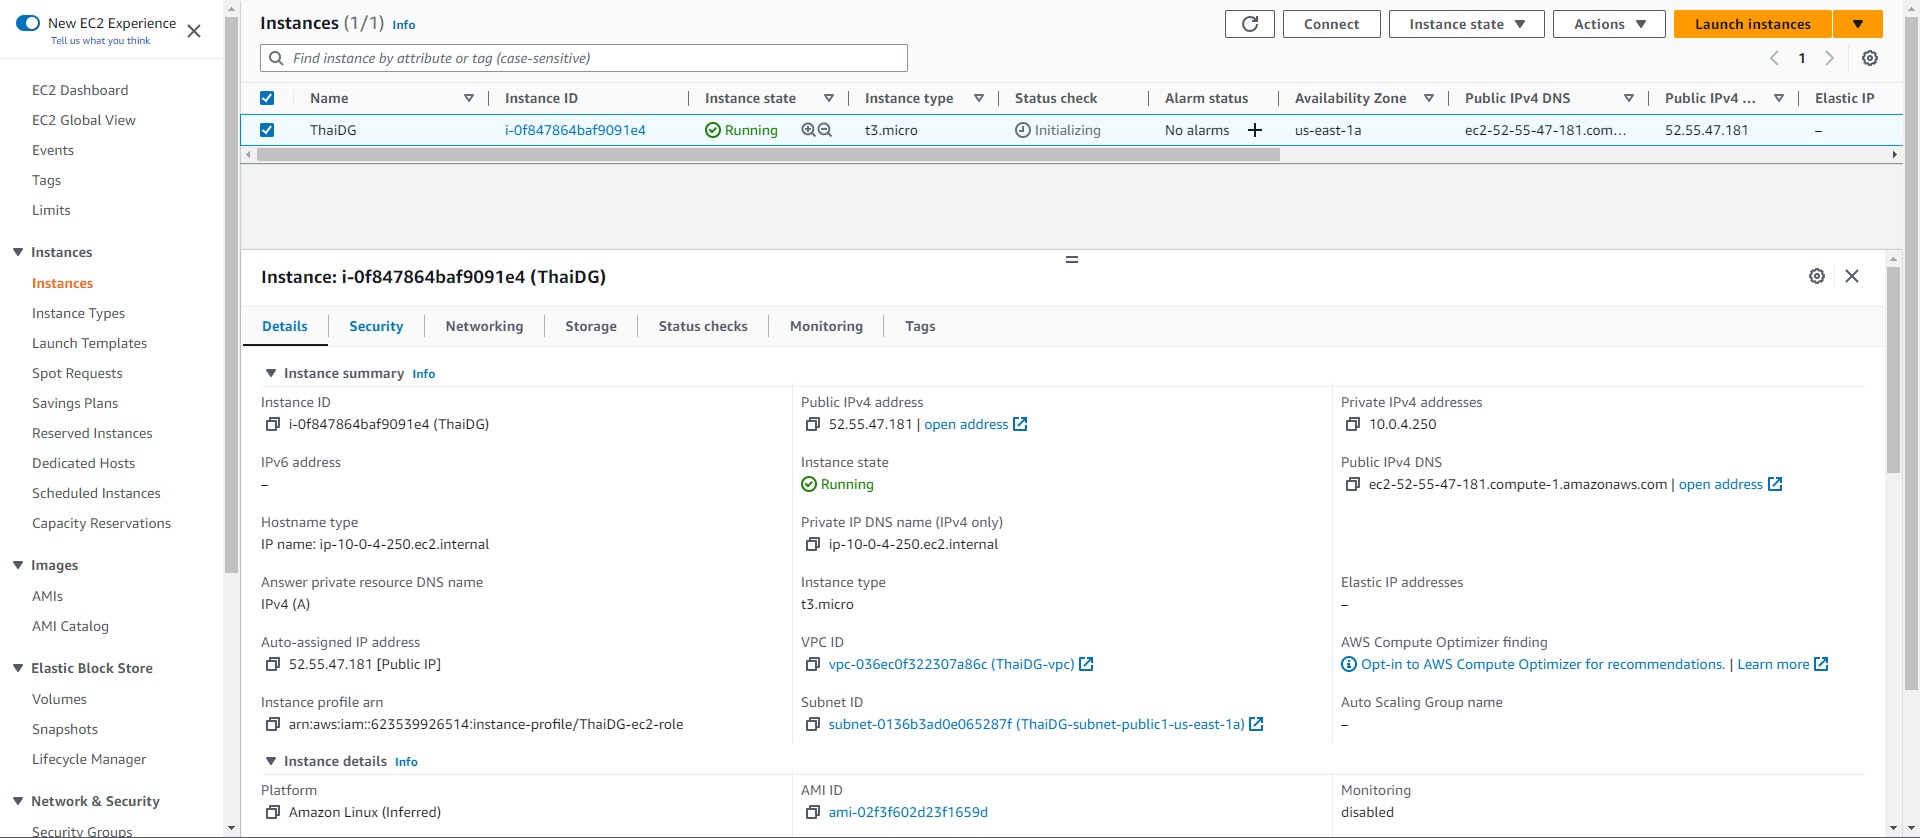 New EC2 Experience
Tell us what you think
EC2 Dashboard
EC2 Global View
Events
Tags
Limits
Instances
Instances
Instance Types
Launch Templates
Spot Requests
Savings Plans
Reserved Instances
Dedicated Hosts
Scheduled Instances
Capacity Reservations
Images
AMIs
AMI Catalog
Elastic Block Store
Volumes
Snapshots
Lifecycle Manager
Network & Security
Security Groups
Instances (1/1) Info
Connect
Instance state
Actions
Launch instances
Find instance by attribute or tag (case-sensitive)
1
Name Instance ID Instance state Instance type Status check Alarm status Availability Zone Public IPv4 DNS Public IPv4 ... Elastic IP
ThaiDG i-0f847864baf9091e4 Running t3.micro Initializing No alarms + us-east-1a ec2-52-55-47-181.com... 52.55.47.181 –
Instance: i-0f847864baf9091e4 (ThaiDG)
Details Security Networking Storage Status checks Monitoring Tags
Instance summary Info
Instance ID
i-0f847864baf9091e4 (ThaiDG)
Public IPv4 address
52.55.47.181 | open address
Private IPv4 addresses
10.0.4.250
IPv6 address
–
Instance state
Running
Public IPv4 DNS
ec2-52-55-47-181.compute-1.amazonaws.com | open address
Hostname type
IP name: ip-10-0-4-250.ec2.internal
Private IP DNS name (IPv4 only)
ip-10-0-4-250.ec2.internal
Answer private resource DNS name
IPv4 (A)
Instance type
t3.micro
Elastic IP addresses
–
Auto-assigned IP address
52.55.47.181 [Public IP]
VPC ID
vpc-036ec0f322307a86c (ThaiDG-vpc)
AWS Compute Optimizer finding
Opt-in to AWS Compute Optimizer for recommendations. | Learn more
Instance profile arn
arn:aws:iam::623539926514:instance-profile/ThaiDG-ec2-role
Subnet ID
subnet-0136b3ad0e065287f (ThaiDG-subnet-public1-us-east-1a)
Auto Scaling Group name
–
Instance details Info
Platform
Amazon Linux (Inferred)
AMI ID
ami-02f3f602d23f1659d
Monitoring
disabled